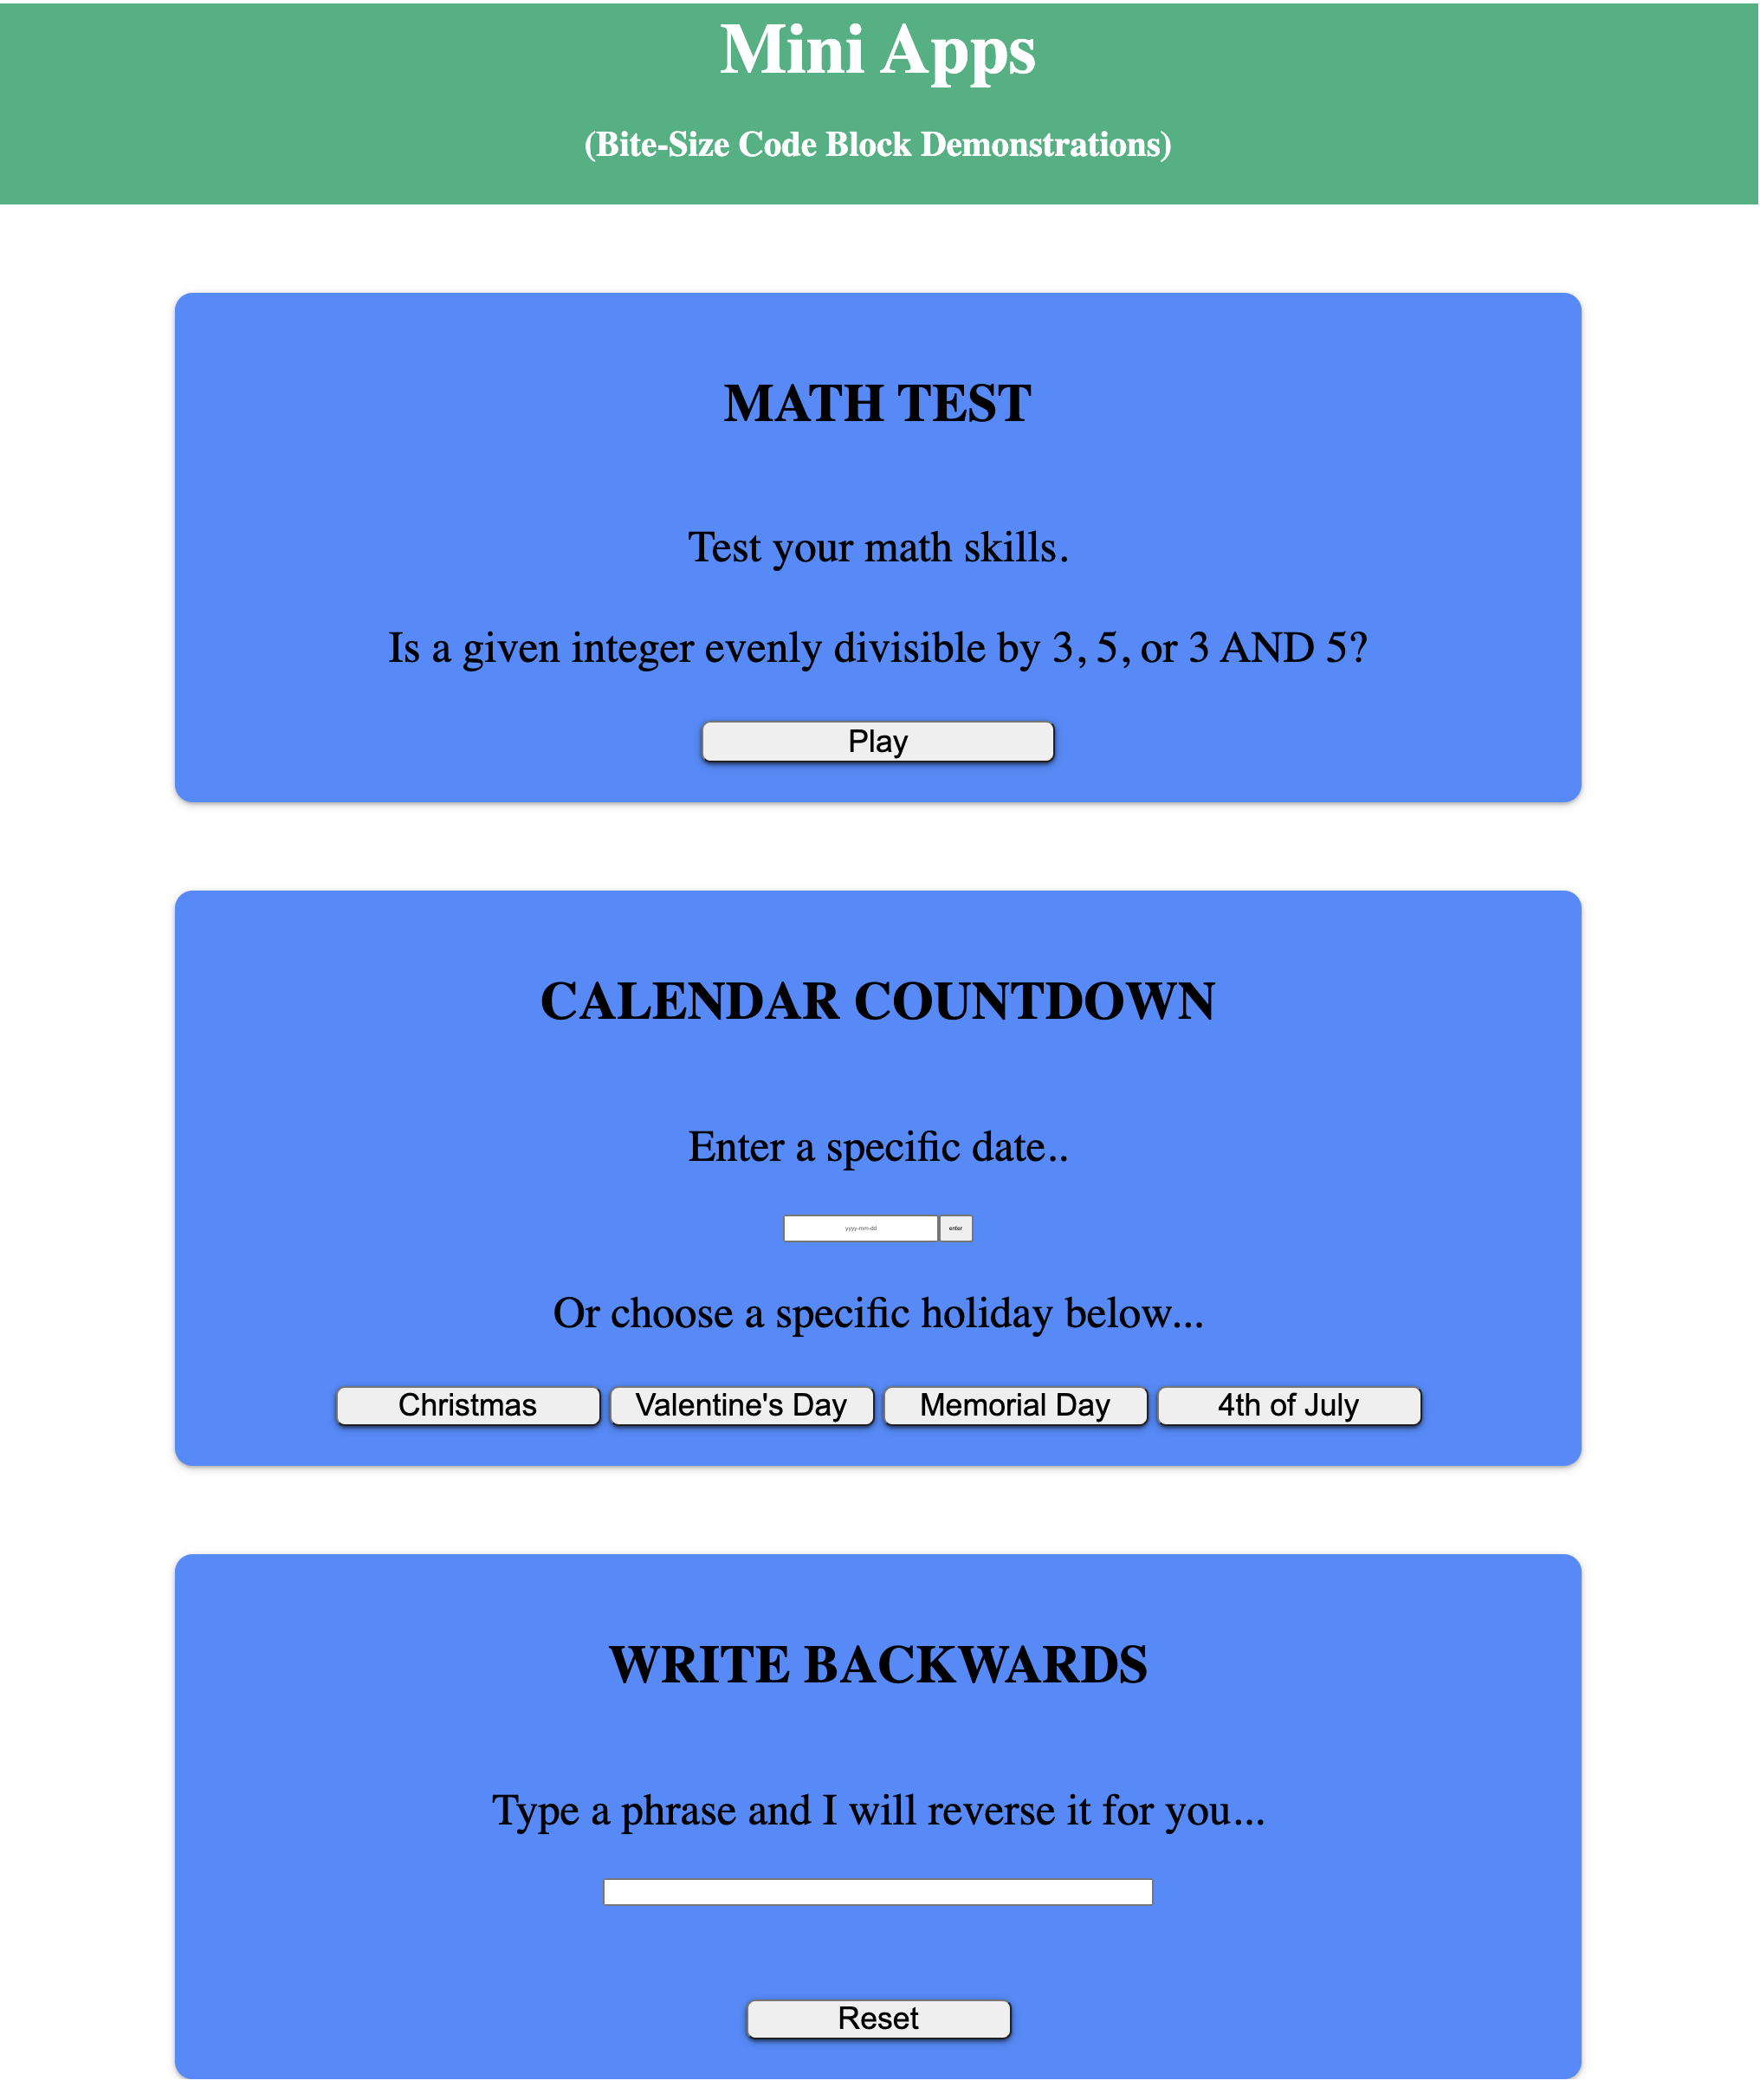 Mini Apps
(Bite-Size Code Block Demonstrations)
MATH TEST
Test your math skills.
Is a given integer evenly divisible by 3, 5, or 3 AND 5?
Play
CALENDAR COUNTDOWN
Enter a specific date..
yyyy-mm-dd enter
Or choose a specific holiday below...
Christmas Valentine's Day Memorial Day 4th of July
WRITE BACKWARDS
Type a phrase and I will reverse it for you...
Reset